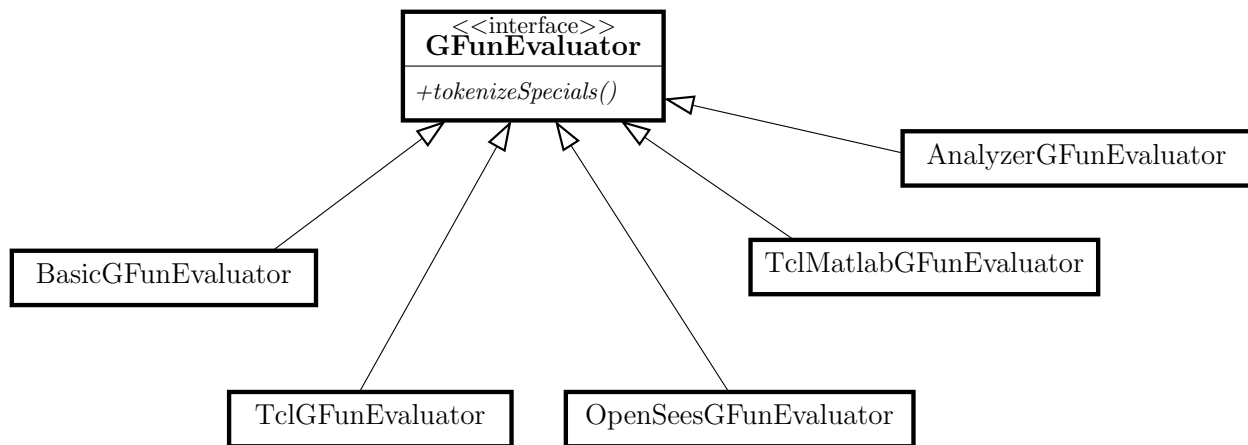 <<interface>>
GFunEvaluator
+tokenizeSpecials()
AnalyzerGFunEvaluator
TclMatlabGFunEvaluator
BasicGFunEvaluator
TclGFunEvaluator
OpenSeesGFunEvaluator